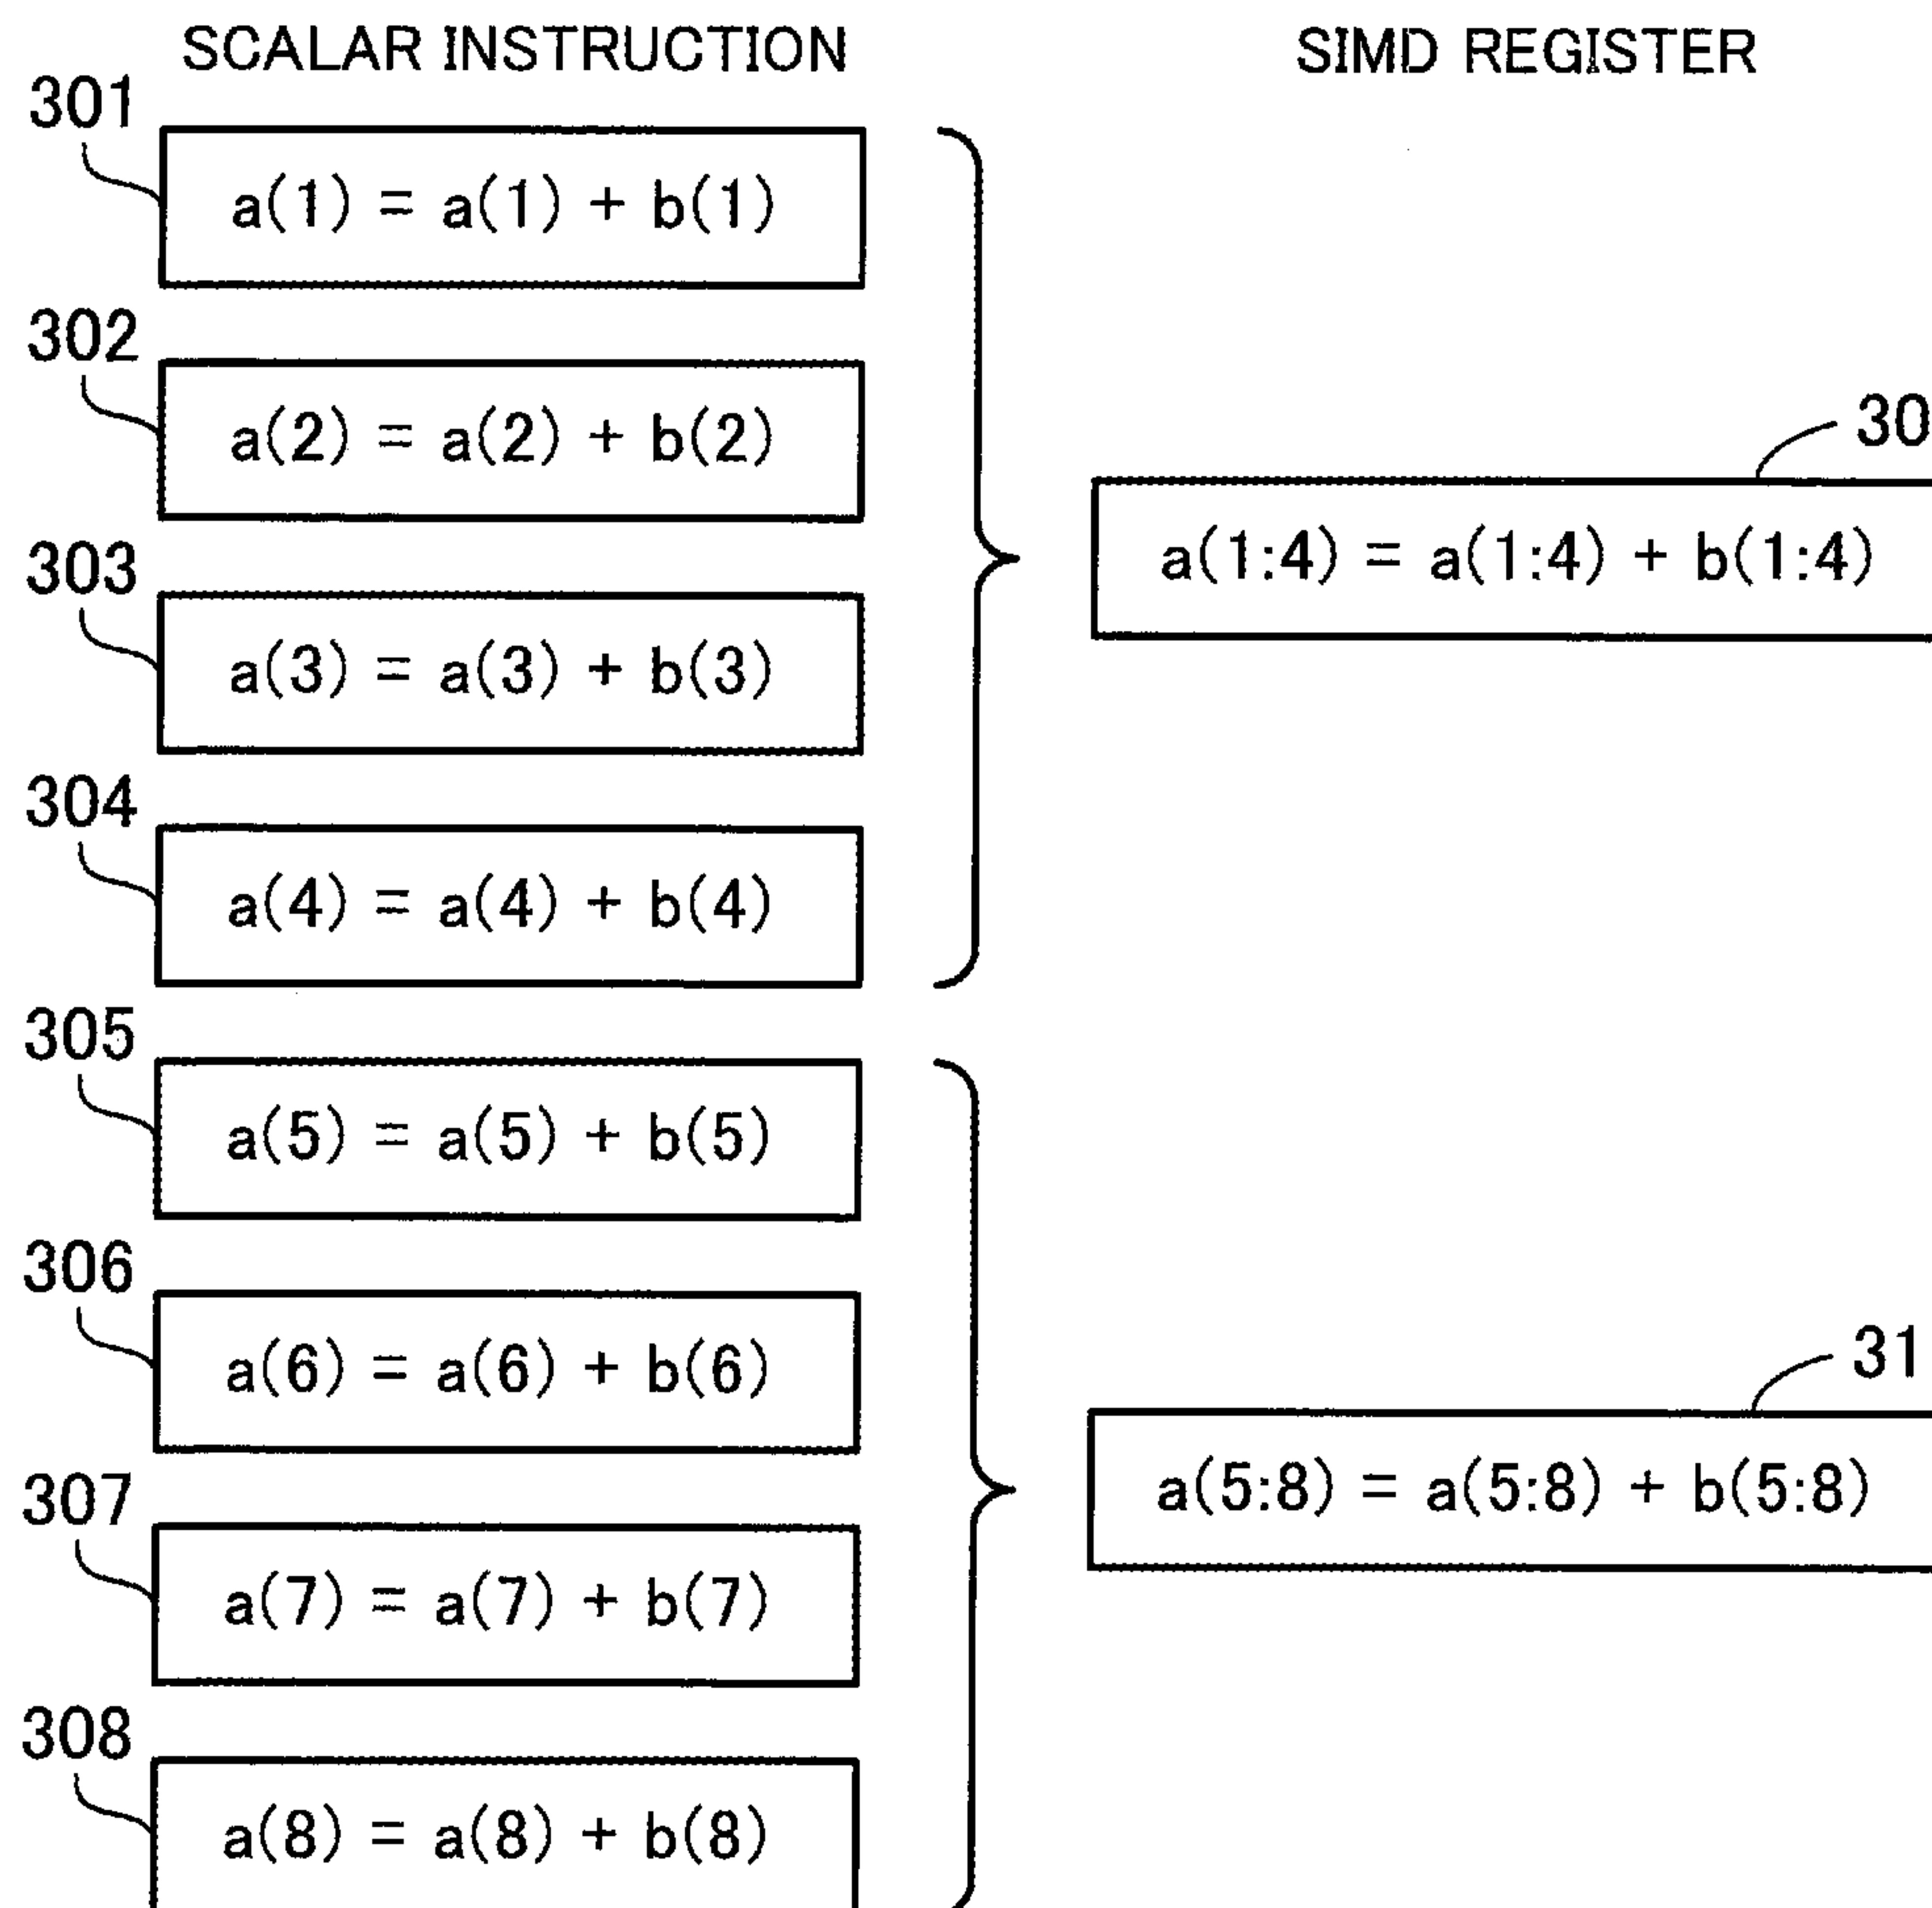 SCALAR INSTRUCTION
SIMD REGISTER
301
a(1) = a(1) + b(1)
302
a(2) = a(2) + b(2)
303
a(3) = a(3) + b(3)
304
a(4) = a(4) + b(4)
30
a(1:4) = a(1:4) + b(1:4)
305
a(5) = a(5) + b(5)
306
a(6) = a(6) + b(6)
307
a(7) = a(7) + b(7)
308
a(8) = a(8) + b(8)
31
a(5:8) = a(5:8) + b(5:8)